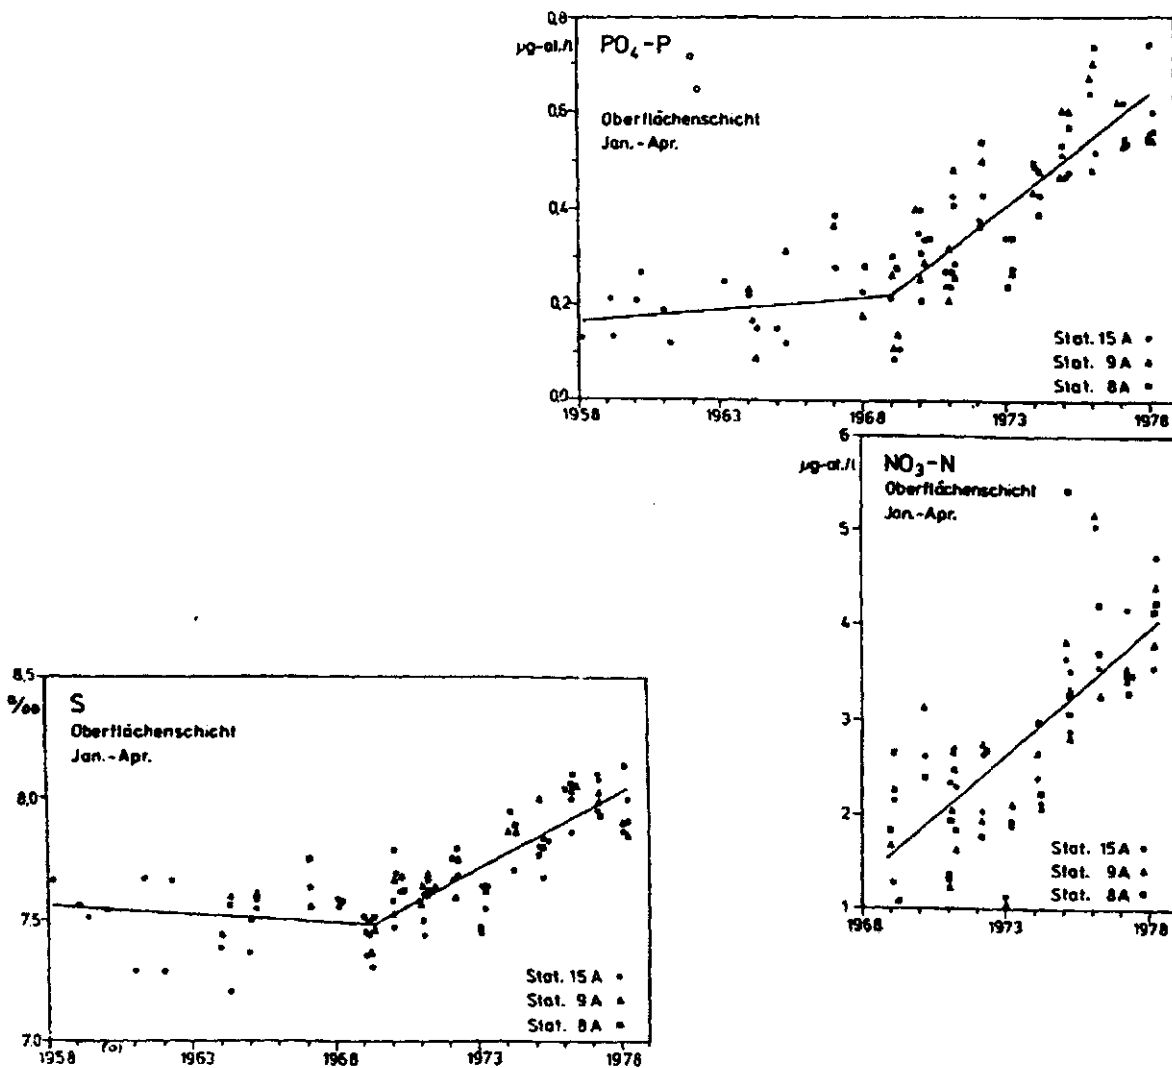 0,8
µg-at./l
PO₄-P
Oberflächenschicht
Jan.-Apr.
0,6
0,4
0,2
0,0
Stat. 15 A
Stat. 9 A
Stat. 8 A
1958 1963 1968 1973 1978
6
µg-at./l
NO₃-N
Oberflächenschicht
Jan.-Apr.
5
4
3
2
1
Stat. 15 A
Stat. 9 A
Stat. 8 A
1968 1973 1978
8,5
S
Oberflächenschicht
Jan.-Apr.
8,0
7,5
7,0
Stat. 15 A
Stat. 9 A
Stat. 8 A
1958 1963 1968 1973 1978